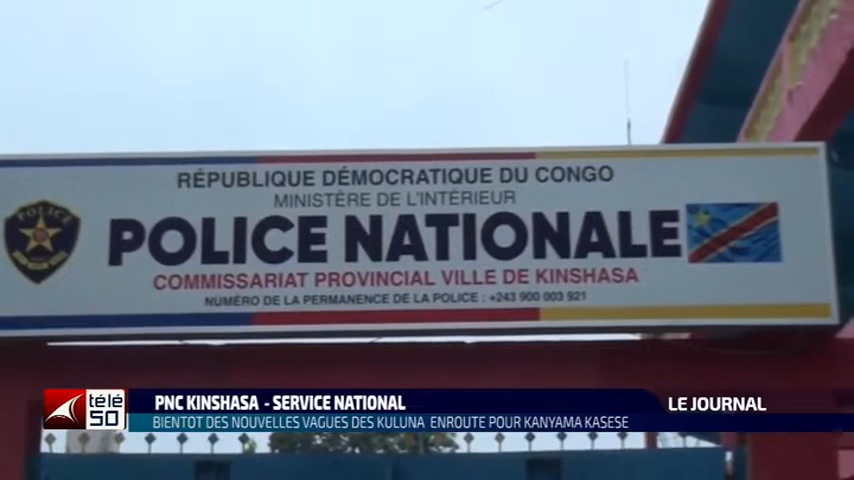 RÉPUBLIQUE DÉMOCRATIQUE DU CONGO
MINISTÈRE DE L'INTÉRIEUR
POLICE NATIONALE
COMMISSARIAT PROVINCIAL VILLE DE KINSHASA
NUMÉRO DE LA PERMANENCE DE LA POLICE : +243 900 003 921
POLICE
télé 50
PNC KINSHASA - SERVICE NATIONAL
BIENTOT DES NOUVELLES VAGUES DES KULUNA ENROUTE POUR KANYAMA KASESE
LE JOURNAL